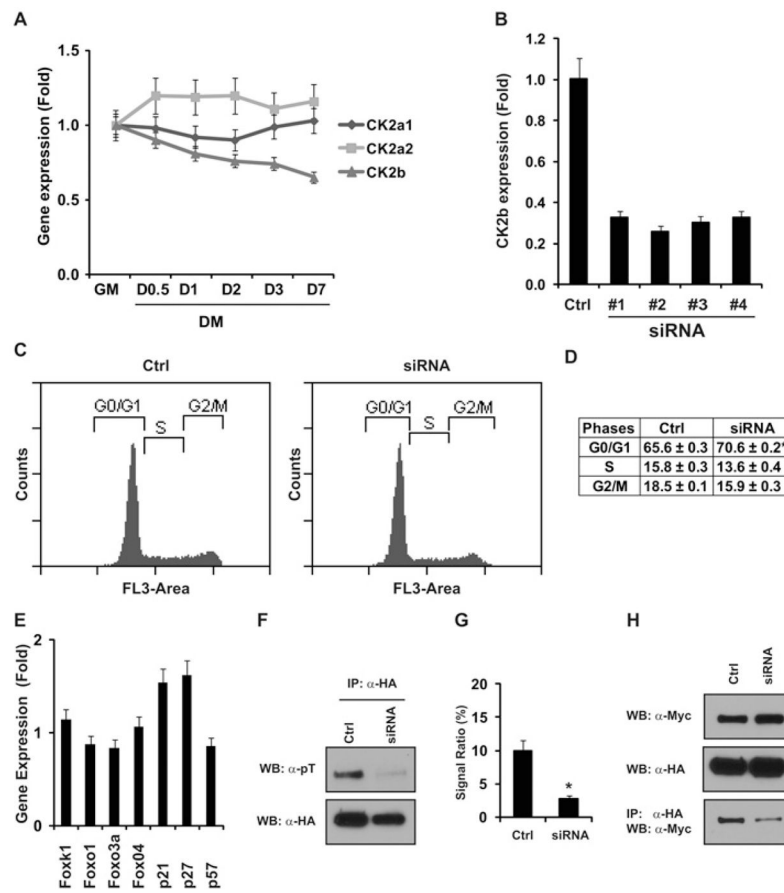 A
Gene expression (Fold)
1.5
1.0
0.5
0.0
CK2a1
CK2a2
CK2b
GM D0.5 D1 D2 D3 D7
DM
B
CK2b expression (Fold)
1.2
1.0
0.8
0.6
0.4
0.2
0.0
Ctrl #1 #2 #3 #4
siRNA
C
Ctrl
G0/G1
S
G2/M
Counts
FL3-Area
siRNA
G0/G1
S
G2/M
Counts
FL3-Area
D
Phases Ctrl siRNA
G0/G1 65.6 ± 0.3 70.6 ± 0.2*
S 15.8 ± 0.3 13.6 ± 0.4
G2/M 18.5 ± 0.1 15.9 ± 0.3
E
Gene Expression (Fold)
2
1
0
Foxk1 Foxo1 Foxo3a Fox04 p21 p27 p57
F
IP: α-HA
Ctrl siRNA
WB: α-pT
WB: α-HA
G
Signal Ratio (%)
15
10
5
0
*
Ctrl siRNA
H
Ctrl siRNA
WB: α-Myc
WB: α-HA
IP: α-HA
WB: α-Myc